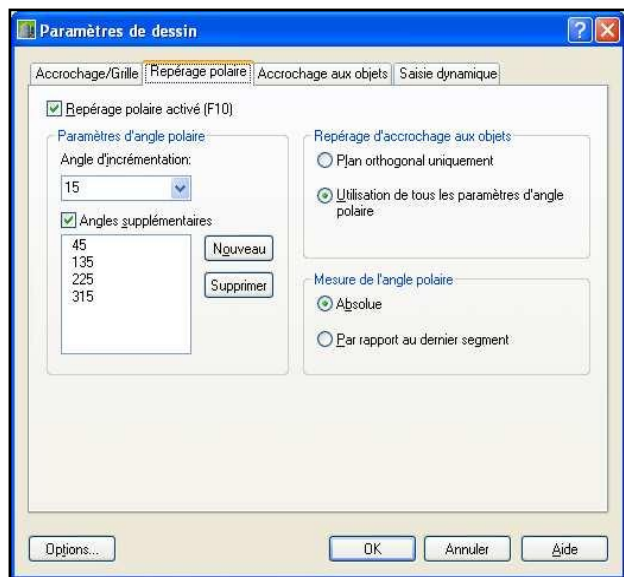 Paramètres de dessin
Accrochage/Grille
Repérage polaire
Accrochage aux objets
Saisie dynamique
Repérage polaire activé (F10)
Paramètres d'angle polaire
Angle d'incrémentation:
15
Angles supplémentaires
45
135
225
315
Nouveau
Supprimer
Repérage d'accrochage aux objets
Plan orthogonal uniquement
Utilisation de tous les paramètres d'angle
polaire
Mesure de l'angle polaire
Absolue
Par rapport au dernier segment
Options...
OK
Annuler
Aide